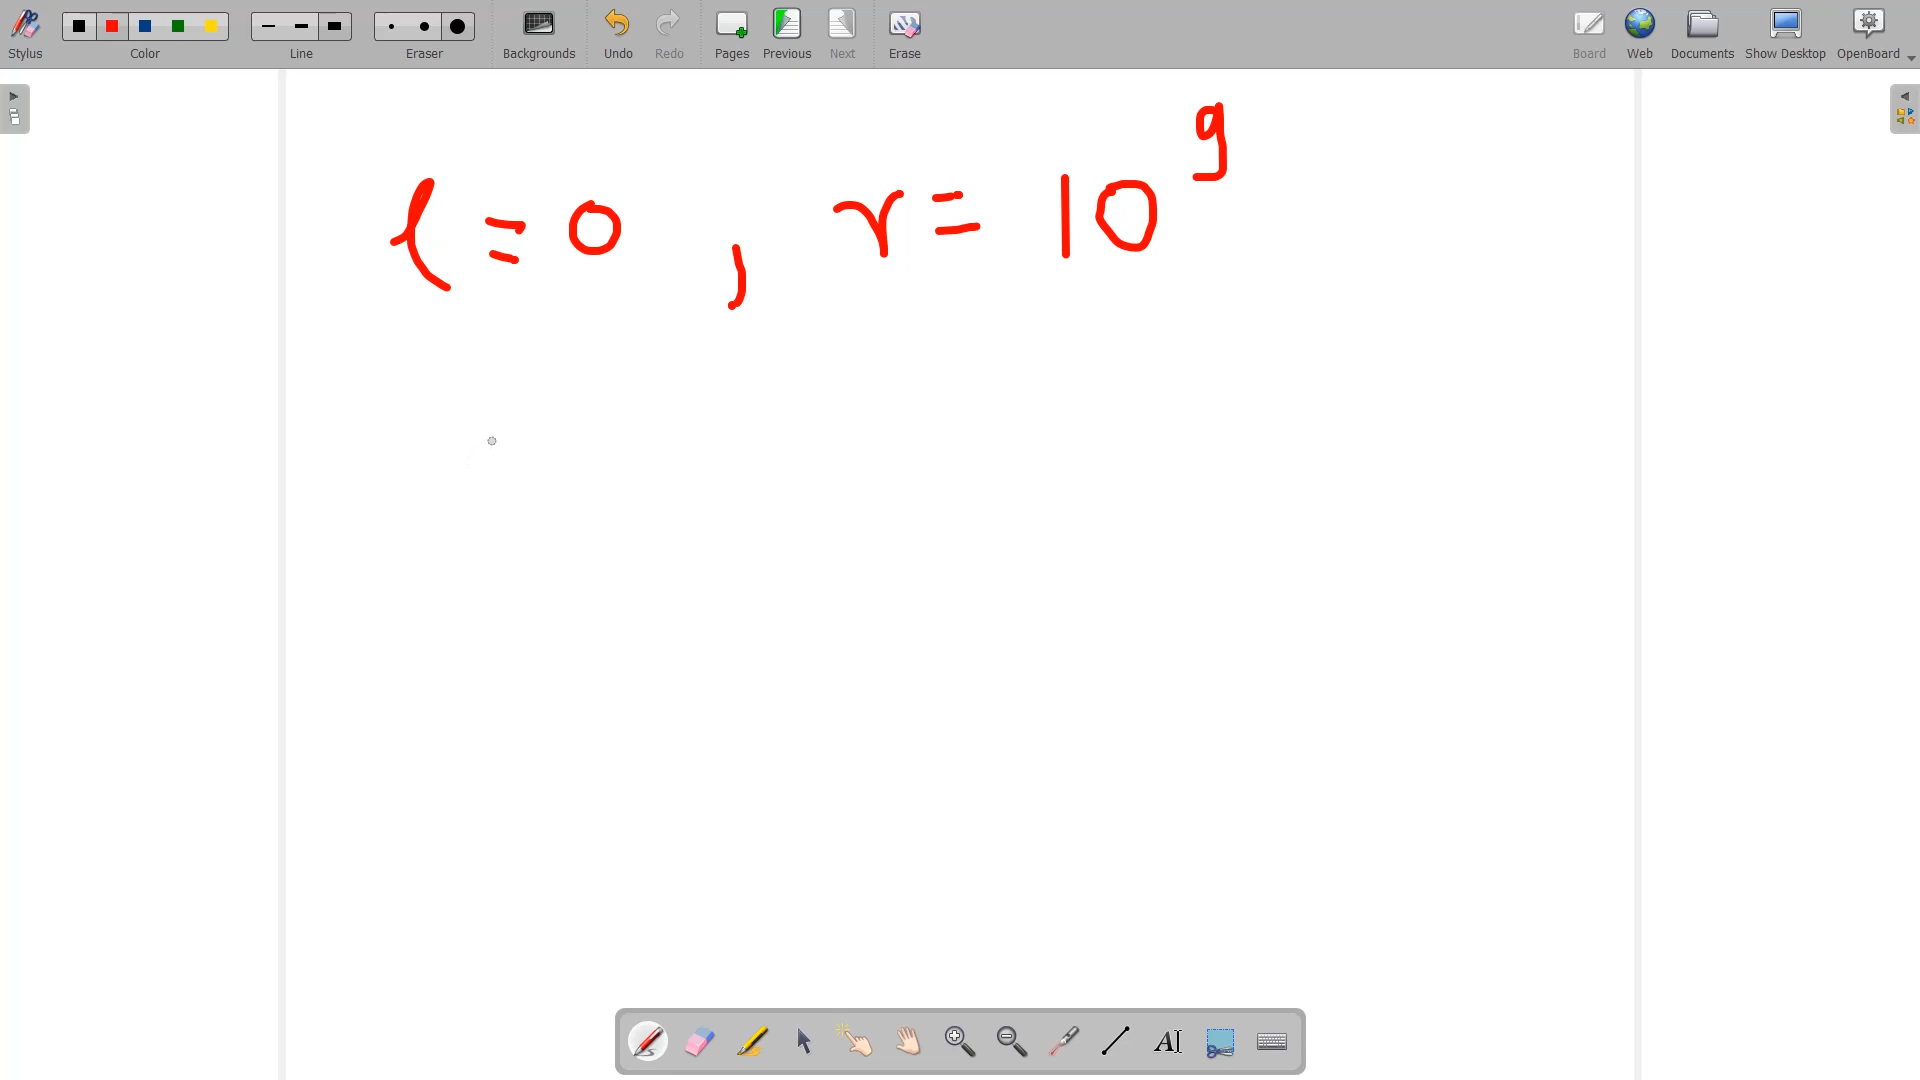 Stylus Color Line Eraser Backgrounds Undo Redo Pages Previous Next Erase Board Web Documents Show Desktop OpenBoard
l = 0 , r = 10^9